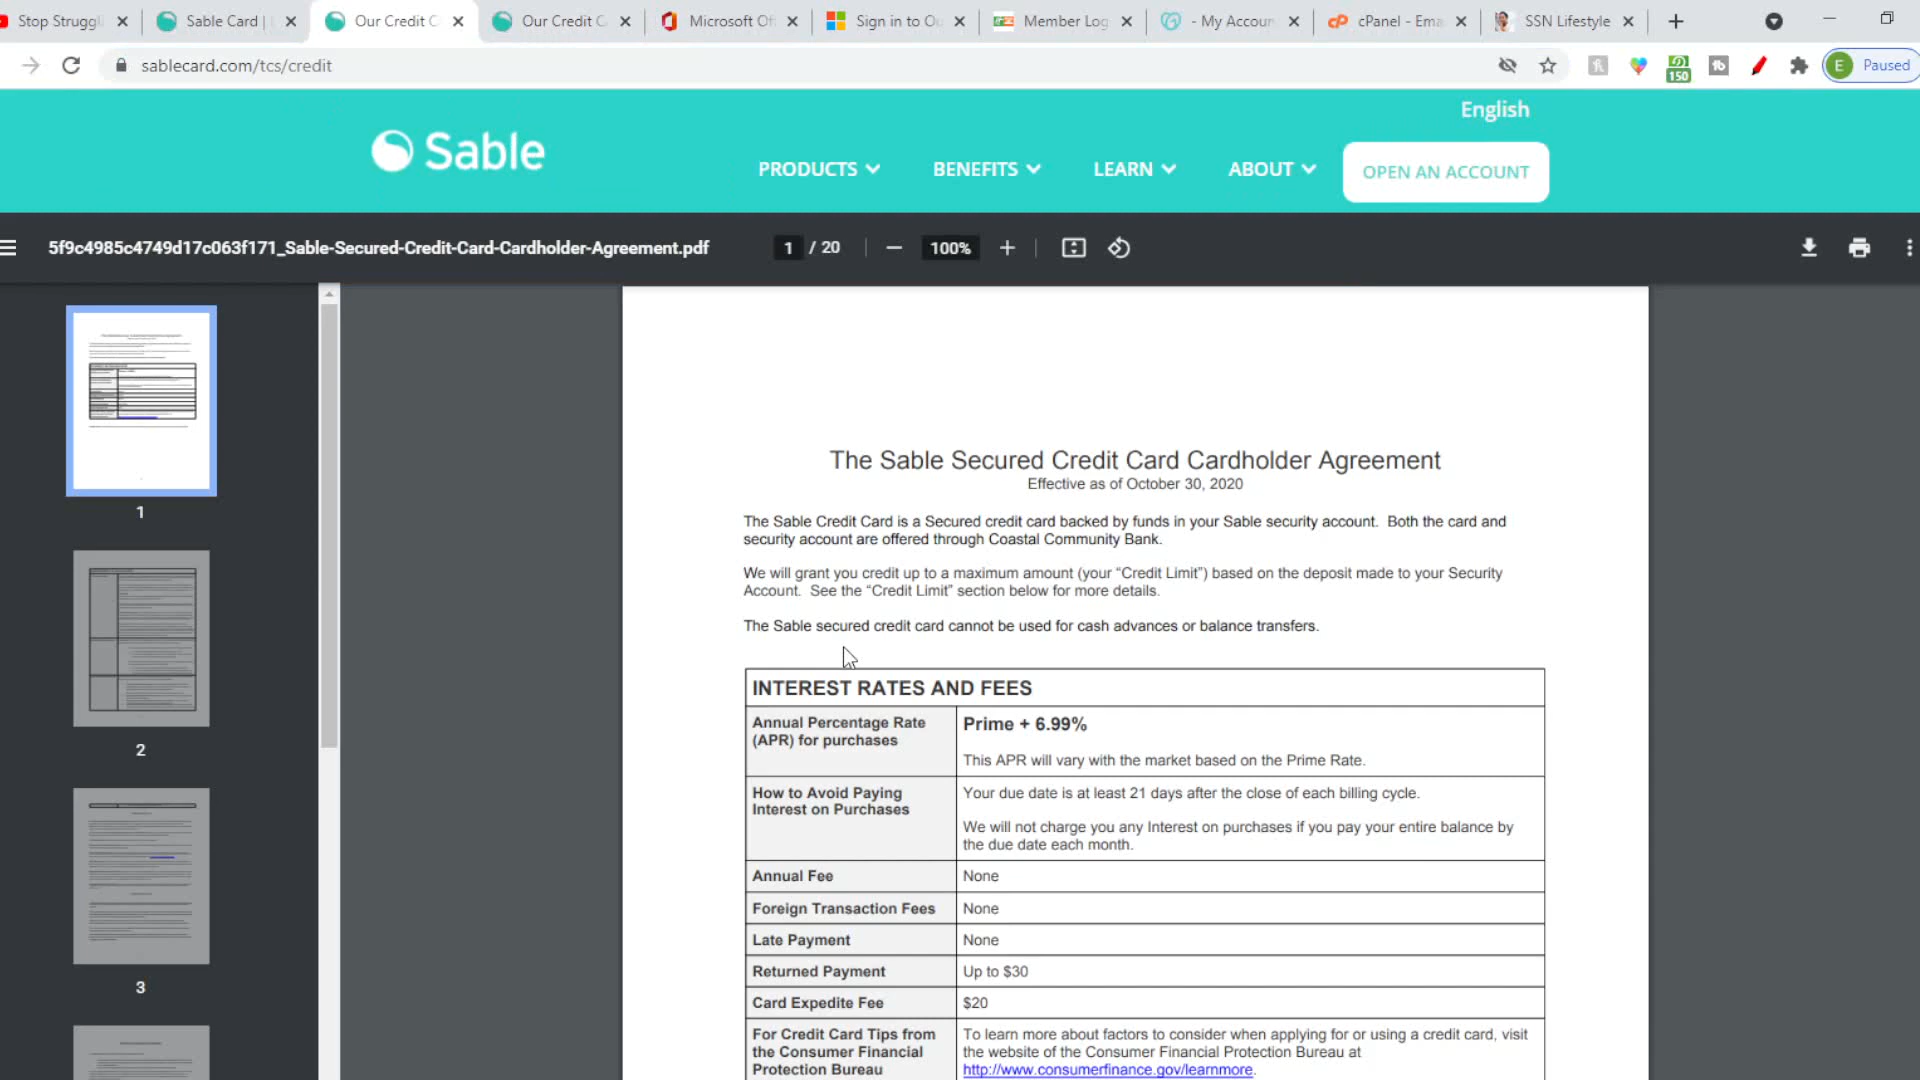 Stop Struggl
Sable Card |
Our Credit C
Our Credit C
Microsoft Of
Sign in to Ou
Member Log
- My Accoun
cPanel - Ema
SSN Lifestyle
sablecard.com/tcs/credit
150
E
Paused
English
Sable
PRODUCTS
BENEFITS
LEARN
ABOUT
OPEN AN ACCOUNT
5f9c4985c4749d17c063f171_Sable-Secured-Credit-Card-Cardholder-Agreement.pdf
1 / 20
100%
1
2
3
The Sable Secured Credit Card Cardholder Agreement
Effective as of October 30, 2020
The Sable Credit Card is a Secured credit card backed by funds in your Sable security account. Both the card and
security account are offered through Coastal Community Bank.
We will grant you credit up to a maximum amount (your “Credit Limit”) based on the deposit made to your Security
Account. See the “Credit Limit” section below for more details.
The Sable secured credit card cannot be used for cash advances or balance transfers.
INTEREST RATES AND FEES
Annual Percentage Rate
(APR) for purchases
Prime + 6.99%
This APR will vary with the market based on the Prime Rate.
How to Avoid Paying
Interest on Purchases
Your due date is at least 21 days after the close of each billing cycle.
We will not charge you any Interest on purchases if you pay your entire balance by
the due date each month.
Annual Fee
None
Foreign Transaction Fees
None
Late Payment
None
Returned Payment
Up to $30
Card Expedite Fee
$20
For Credit Card Tips from
the Consumer Financial
Protection Bureau
To learn more about factors to consider when applying for or using a credit card, visit
the website of the Consumer Financial Protection Bureau at
http://www.consumerfinance.gov/learnmore.